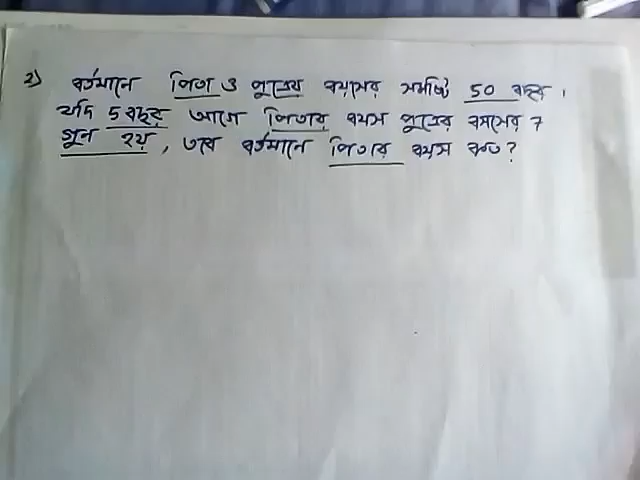 ১) বর্তমানে পিতা ও পুত্রের বয়সের সমষ্টি 50 বছর ।
যদি 5 বছর আগে পিতার বয়স পুত্রের বয়সের 7
গুন হয় , তবে বর্তমানে পিতার বয়স কত ?